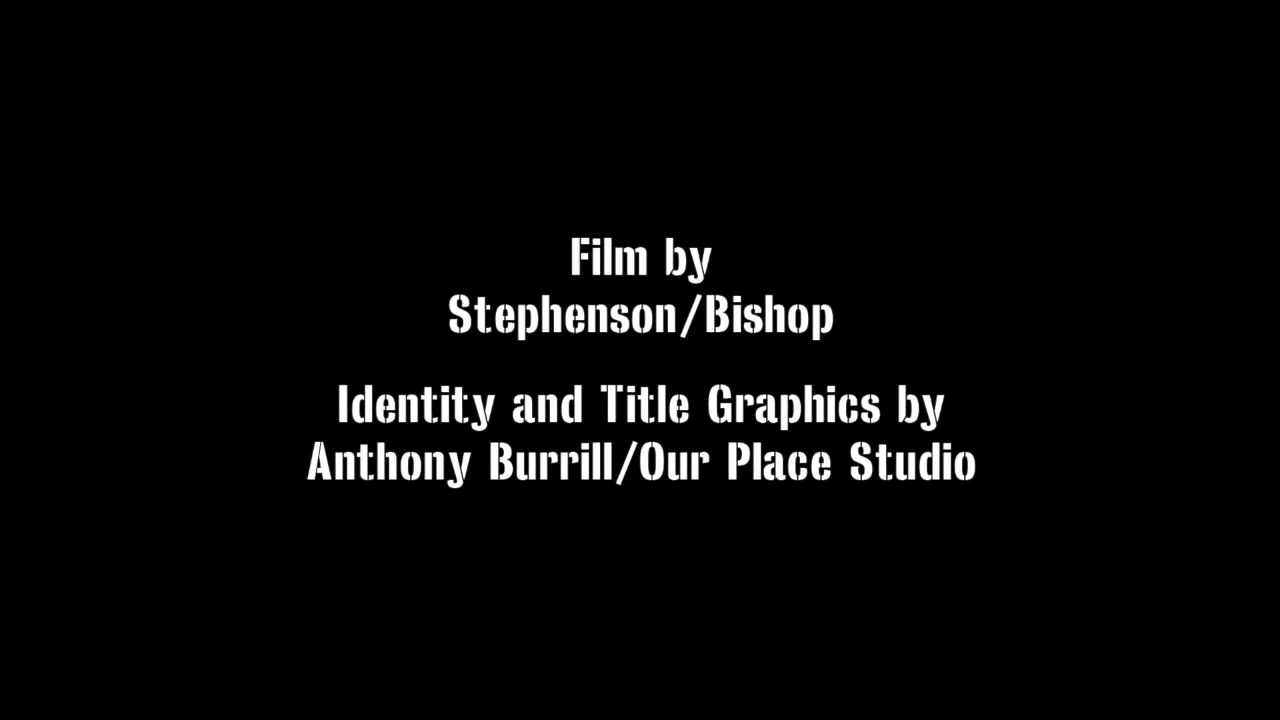 Film by
Stephenson/Bishop
Identity and Title Graphics by
Anthony Burrill/Our Place Studio